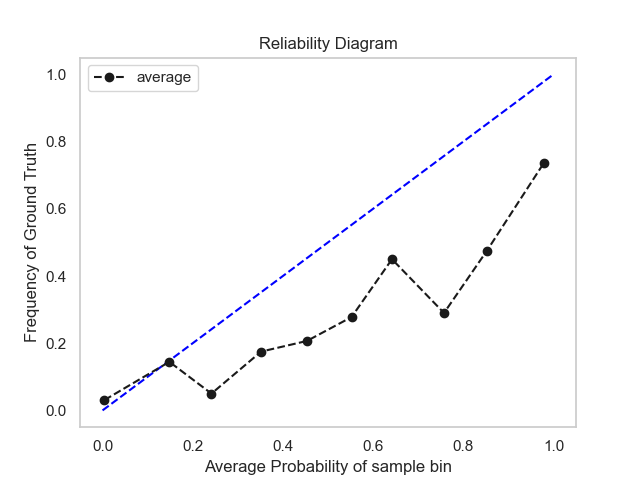 Reliability Diagram
average
Frequency of Ground Truth
1.0
0.8
0.6
0.4
0.2
0.0
0.0 0.2 0.4 0.6 0.8 1.0
Average Probability of sample bin